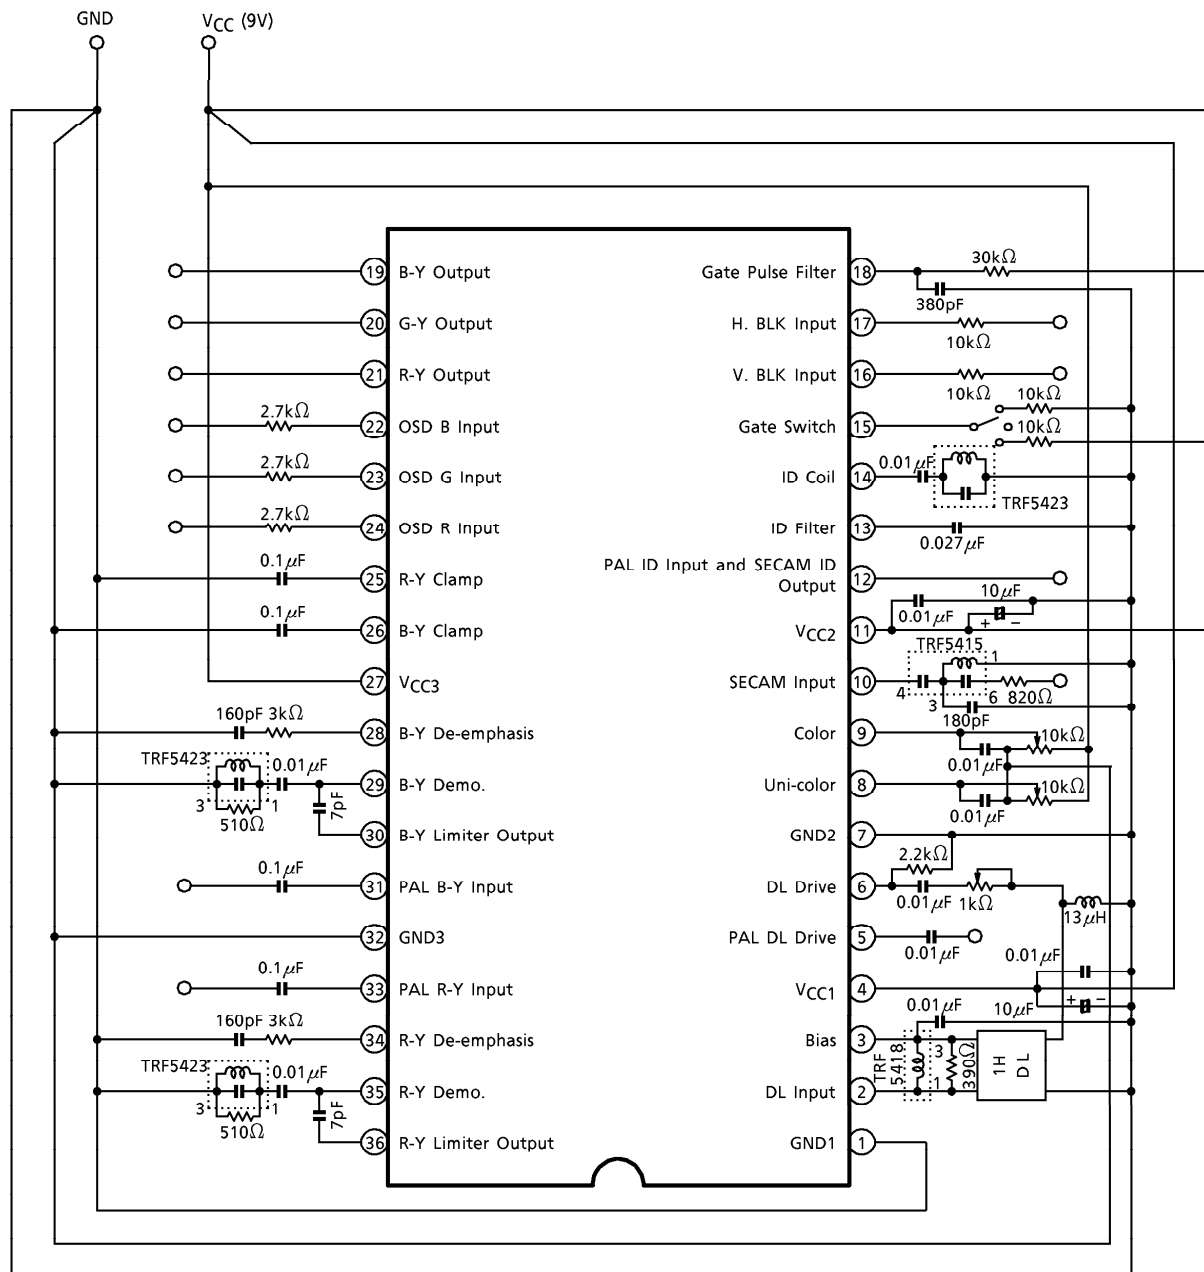 GND
VCC (9V)
19 B-Y Output
20 G-Y Output
21 R-Y Output
2.7kΩ
22 OSD B Input
2.7kΩ
23 OSD G Input
2.7kΩ
24 OSD R Input
0.1μF
25 R-Y Clamp
0.1μF
26 B-Y Clamp
27 VCC3
160pF 3kΩ
28 B-Y De-emphasis
TRF5423
0.01μF
29 B-Y Demo.
3
1
510Ω
7pF
30 B-Y Limiter Output
0.1μF
31 PAL B-Y Input
32 GND3
0.1μF
33 PAL R-Y Input
160pF 3kΩ
34 R-Y De-emphasis
TRF5423
0.01μF
35 R-Y Demo.
3
1
510Ω
7pF
36 R-Y Limiter Output
Gate Pulse Filter 18
30kΩ
380pF
H. BLK Input 17
10kΩ
V. BLK Input 16
10kΩ
10kΩ
Gate Switch 15
10kΩ
0.01μF
ID Coil 14
TRF5423
ID Filter 13
0.027μF
PAL ID Input and SECAM ID
Output 12
10μF
0.01μF
+ −
VCC2 11
TRF5415
1
SECAM Input 10
4
3
6
820Ω
180pF
Color 9
10kΩ
0.01μF
Uni-color 8
10kΩ
0.01μF
GND2 7
2.2kΩ
DL Drive 6
0.01μF
1kΩ
13μH
PAL DL Drive 5
0.01μF
0.01μF
VCC1 4
10μF
+ −
0.01μF
Bias 3
TRF
5418
3
1
390Ω
1H
DL
DL Input 2
GND1 1